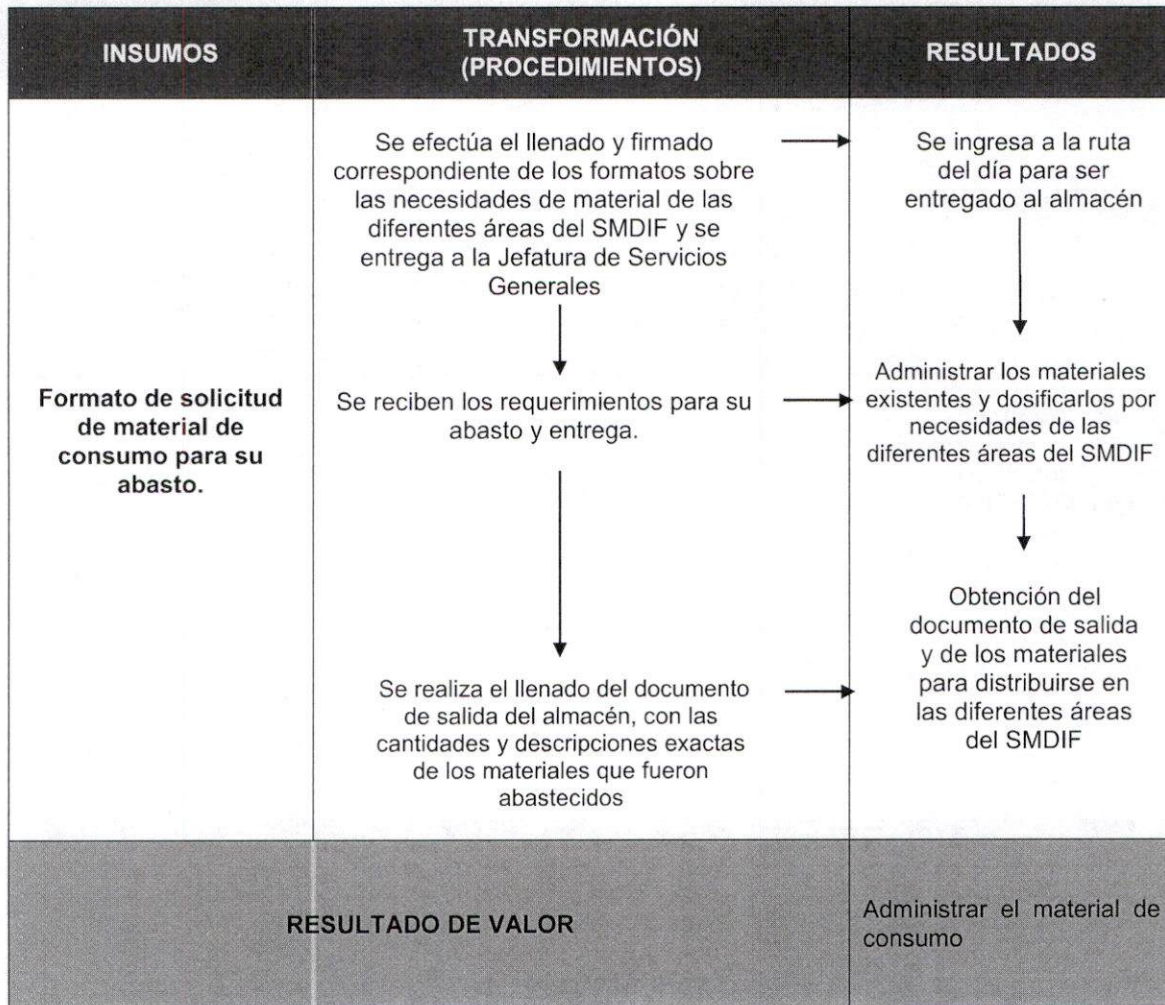 INSUMOS
TRANSFORMACIÓN
(PROCEDIMIENTOS)
RESULTADOS
Formato de solicitud
de material de
consumo para su
abasto.
Se efectúa el llenado y firmado
correspondiente de los formatos sobre
las necesidades de material de las
diferentes áreas del SMDIF y se
entrega a la Jefatura de Servicios
Generales
Se ingresa a la ruta
del día para ser
entregado al almacén
Se reciben los requerimientos para su
abasto y entrega.
Administrar los materiales
existentes y dosificarlos por
necesidades de las
diferentes áreas del SMDIF
Se realiza el llenado del documento
de salida del almacén, con las
cantidades y descripciones exactas
de los materiales que fueron
abastecidos
Obtención del
documento de salida
y de los materiales
para distribuirse en
las diferentes áreas
del SMDIF
RESULTADO DE VALOR
Administrar el material de
consumo